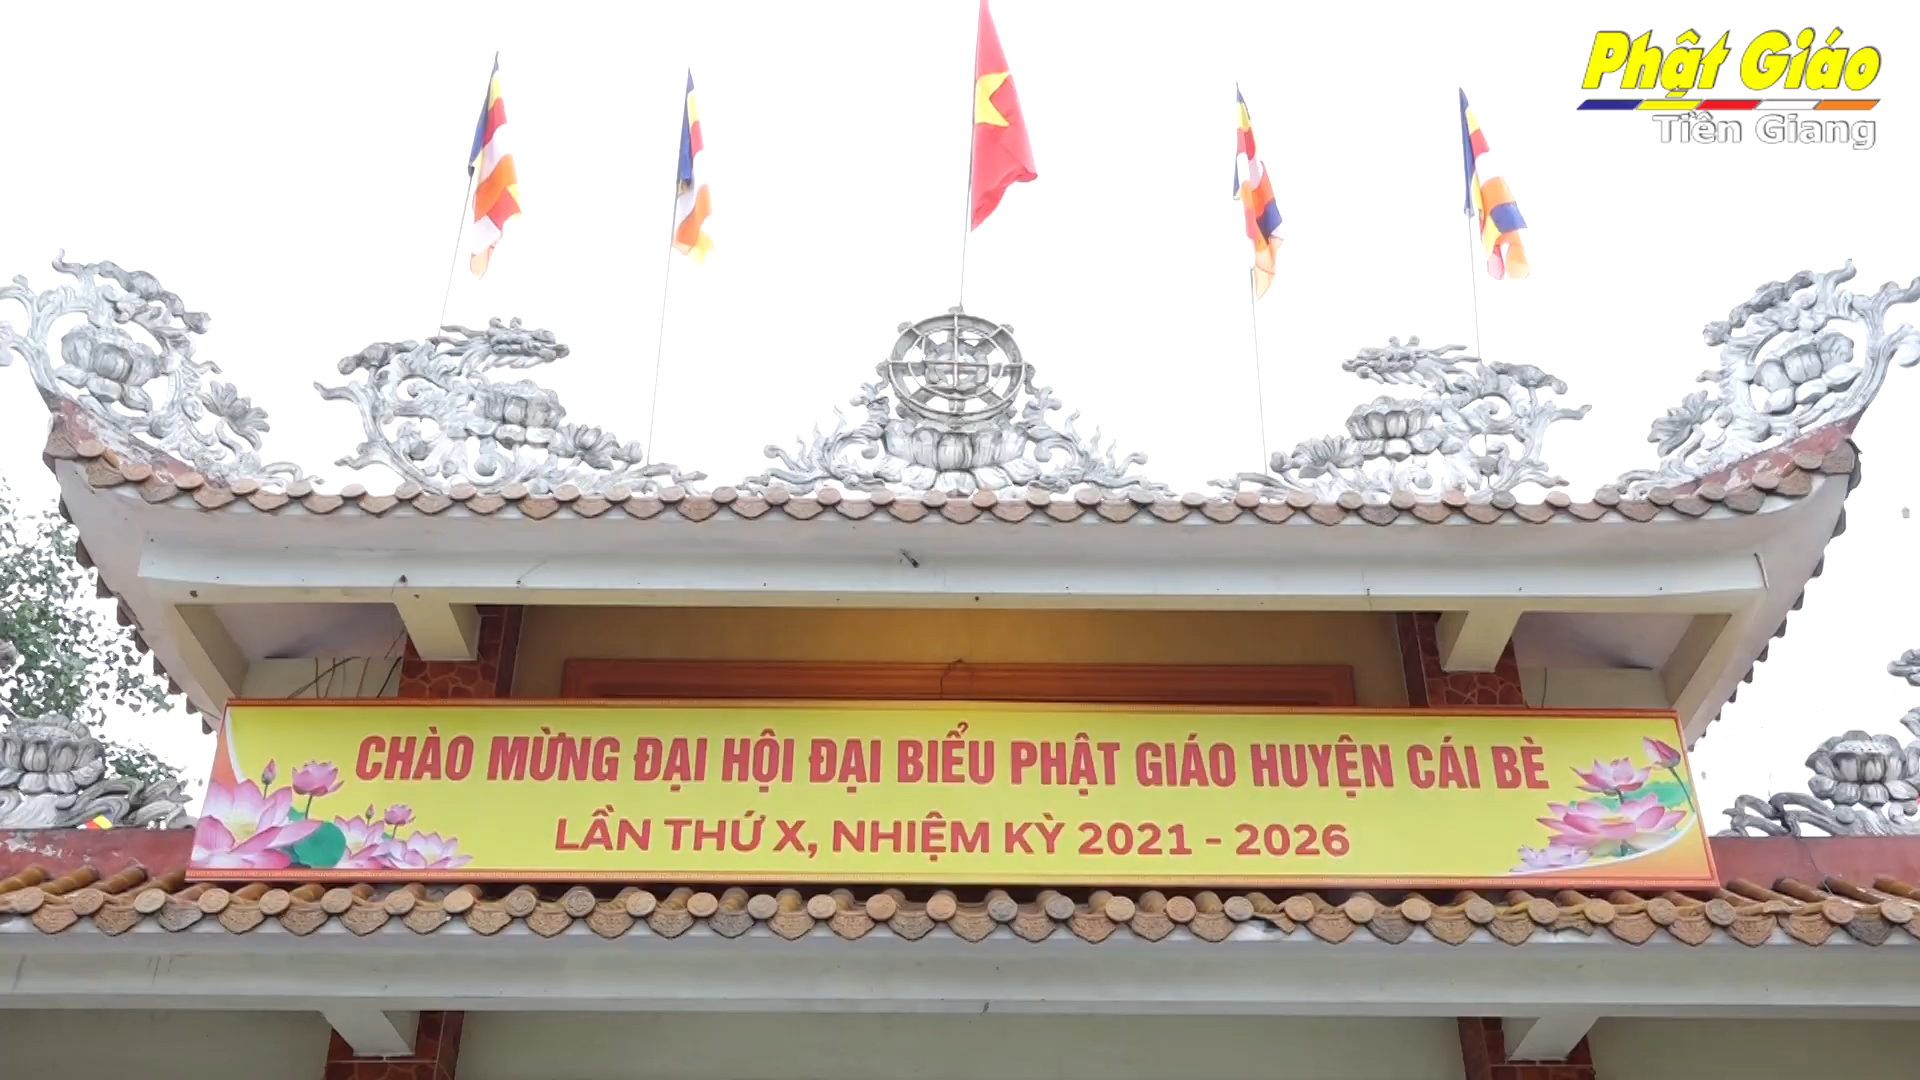 Phật Giáo
Tiền Giang
CHÀO MỪNG ĐẠI HỘI ĐẠI BIỂU PHẬT GIÁO HUYỆN CÁI BÈ
LẦN THỨ X, NHIỆM KỲ 2021 - 2026